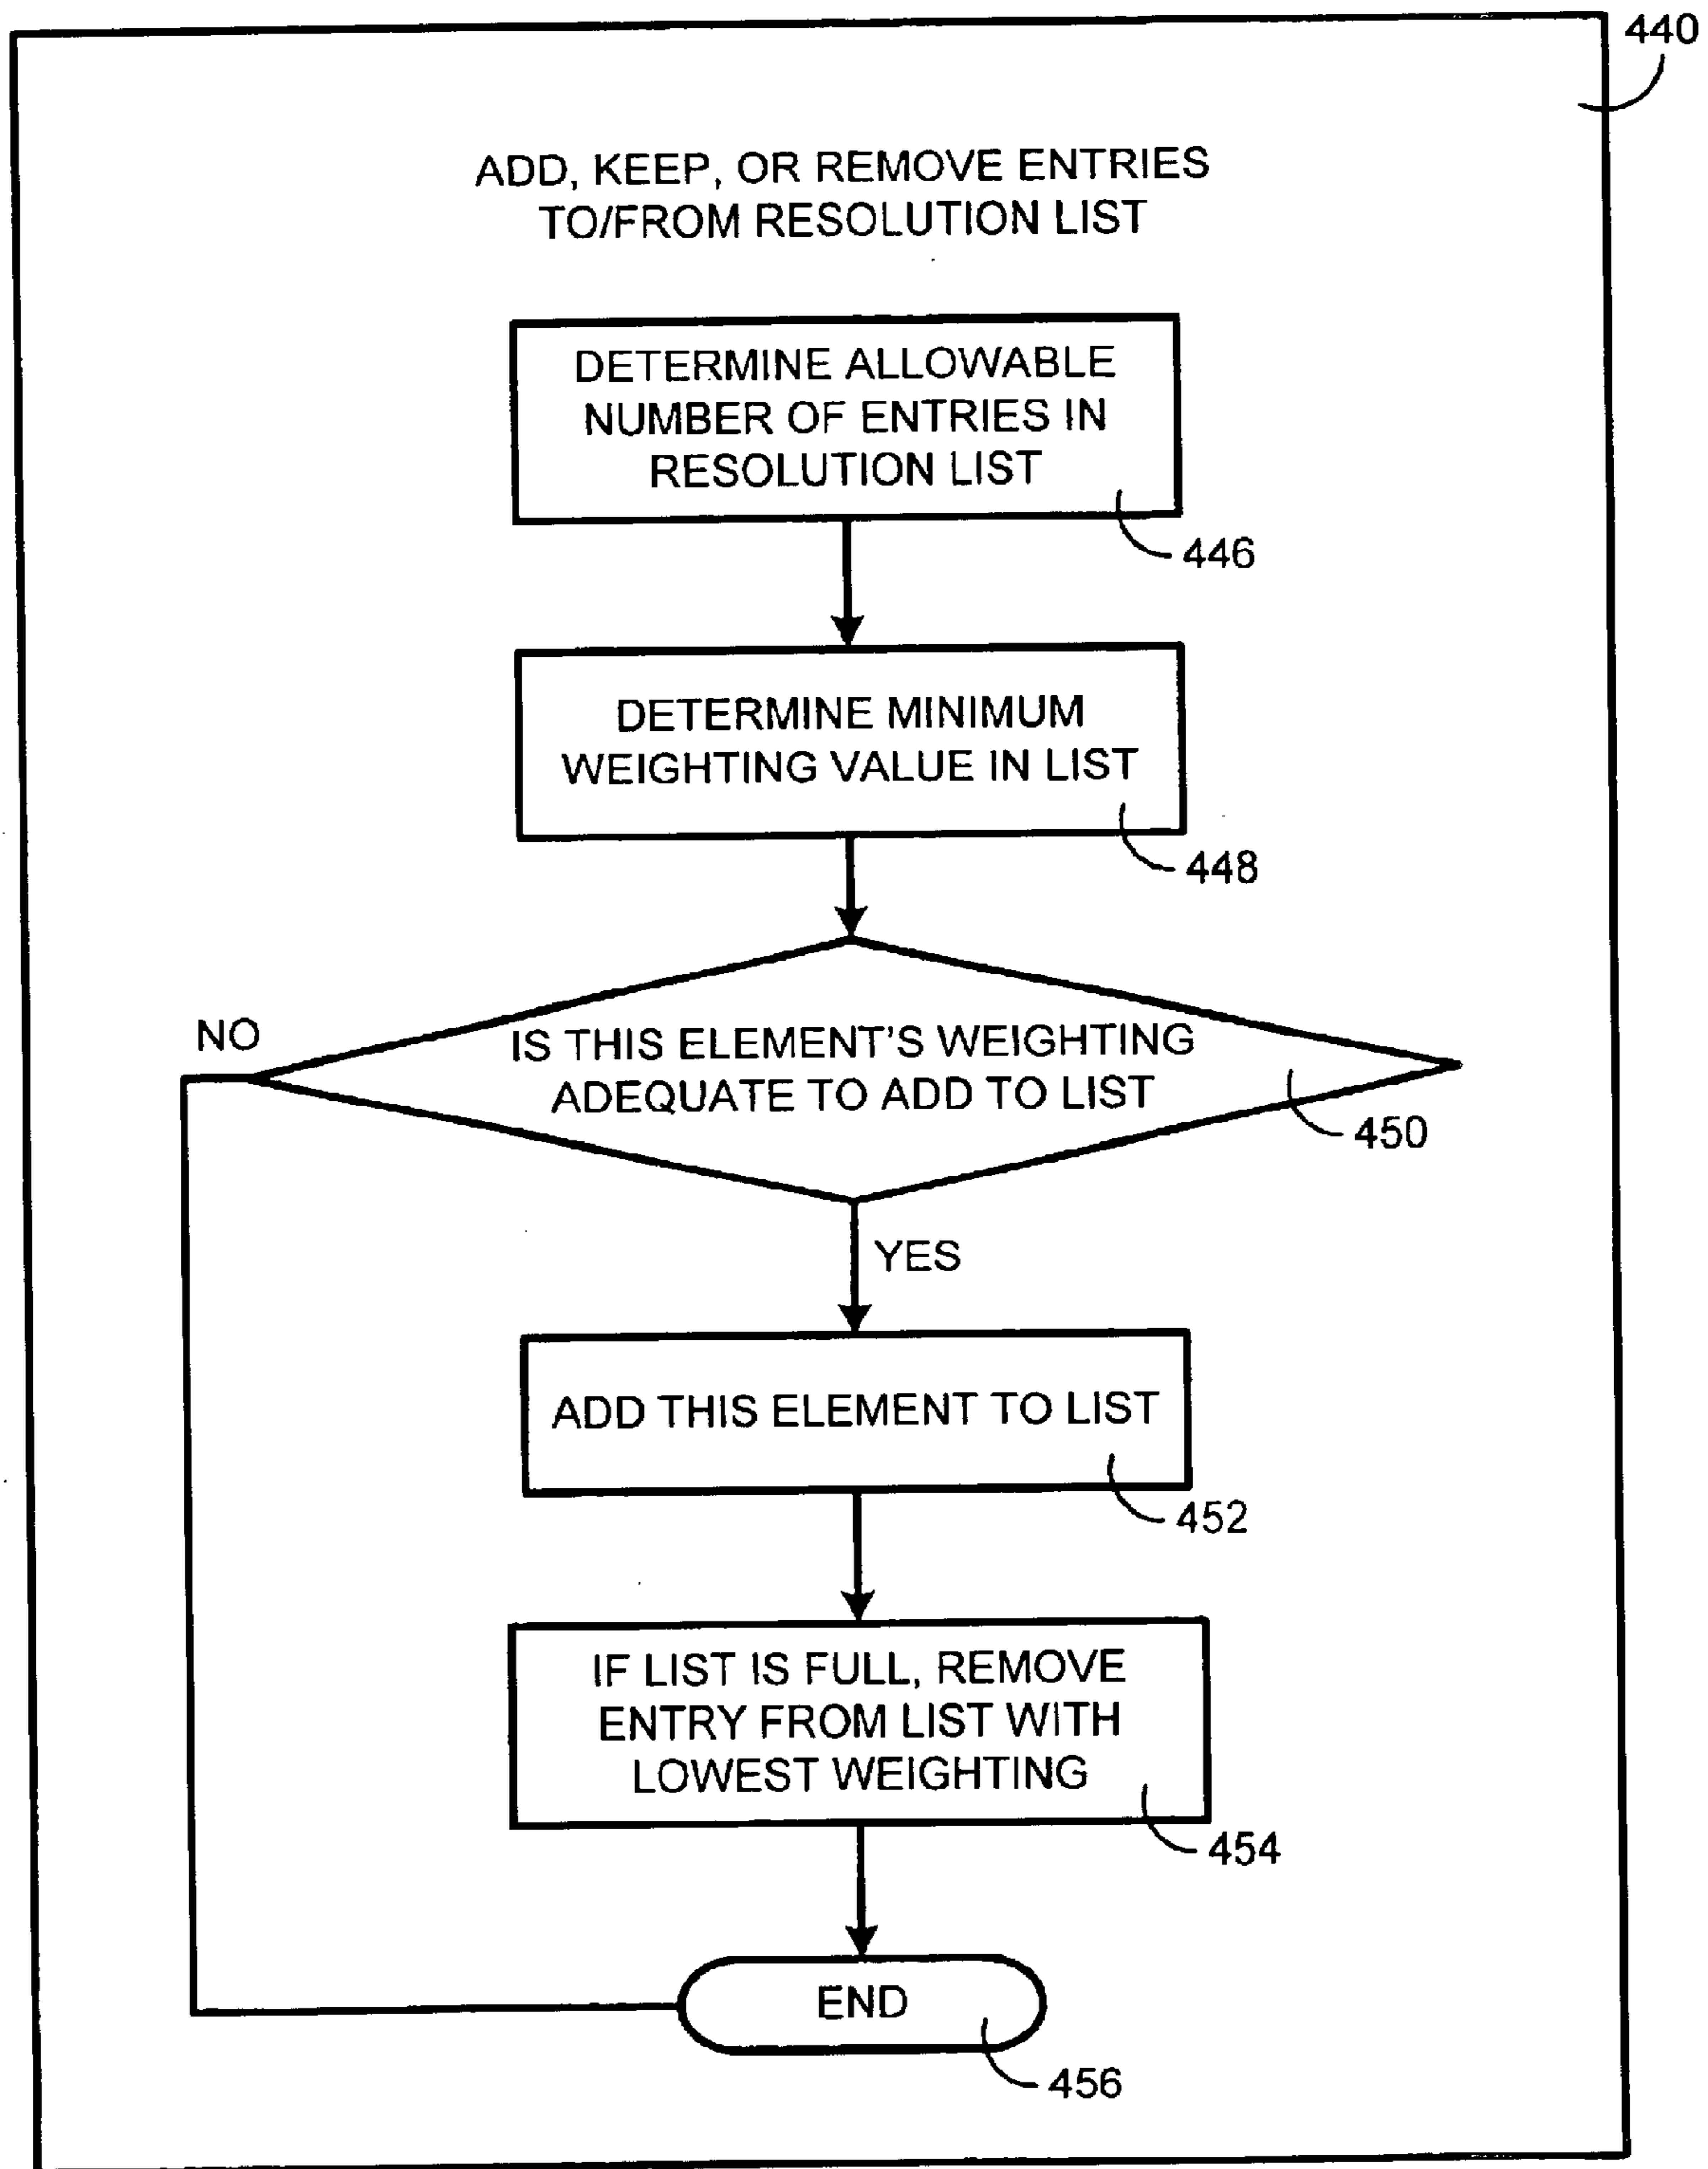 440
ADD, KEEP, OR REMOVE ENTRIES
TO/FROM RESOLUTION LIST
DETERMINE ALLOWABLE
NUMBER OF ENTRIES IN
RESOLUTION LIST
446
DETERMINE MINIMUM
WEIGHTING VALUE IN LIST
448
NO
IS THIS ELEMENT'S WEIGHTING
ADEQUATE TO ADD TO LIST
450
YES
ADD THIS ELEMENT TO LIST
452
IF LIST IS FULL, REMOVE
ENTRY FROM LIST WITH
LOWEST WEIGHTING
454
END
456